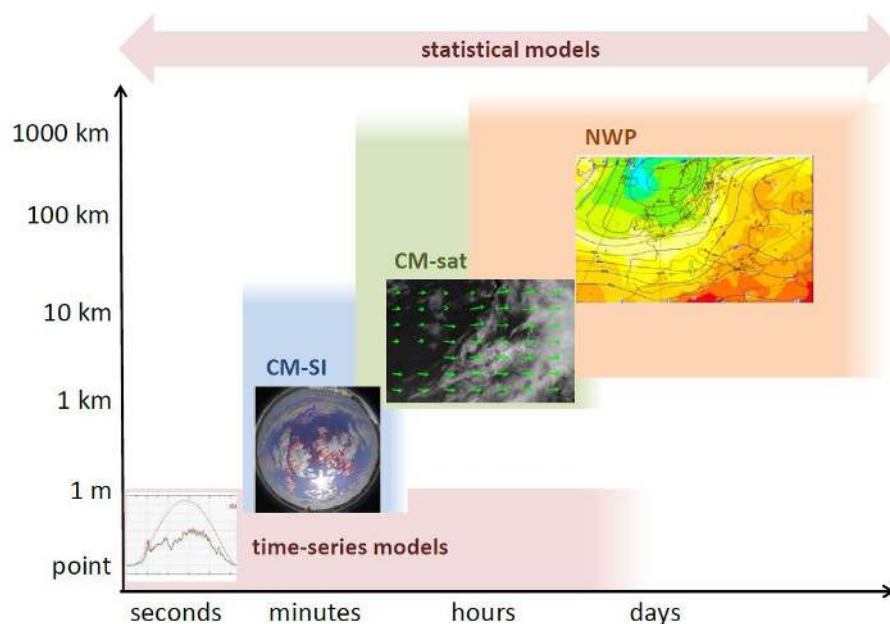 statistical models
1000 km
NWP
100 km
CM-sat
10 km
CM-SI
1 km
1 m
time-series models
point
seconds
minutes
hours
days